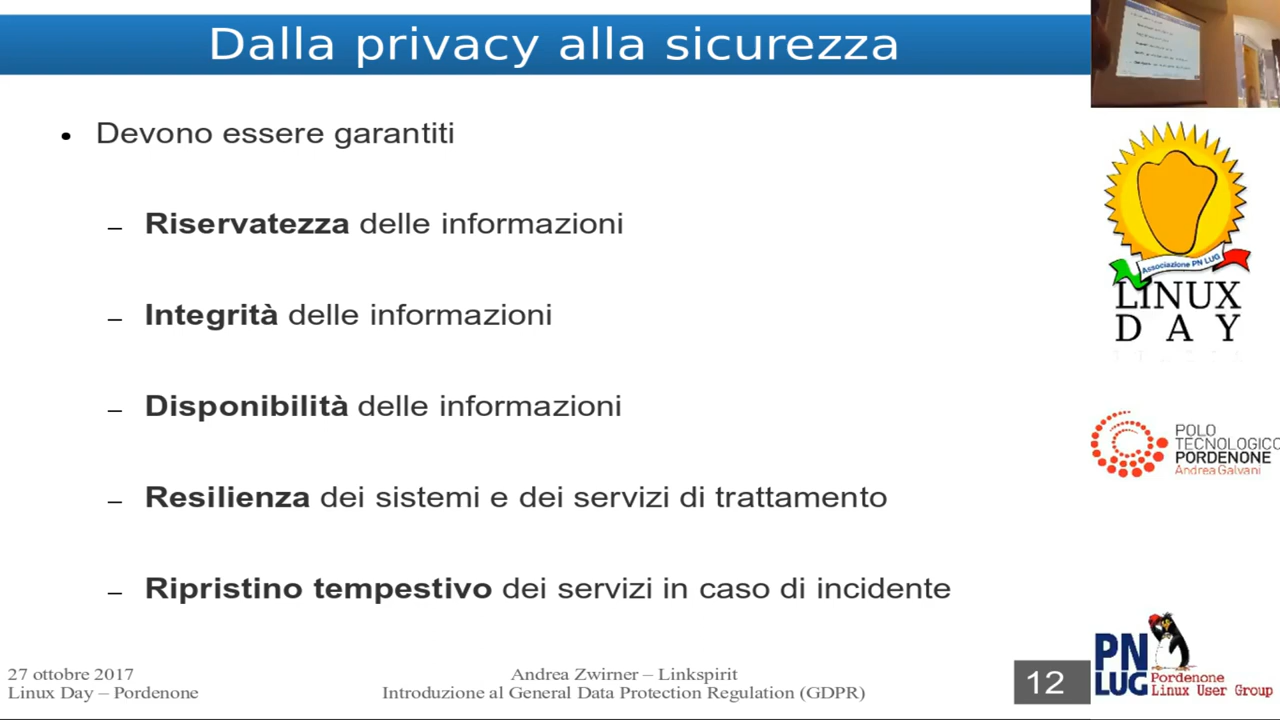 Dalla privacy alla sicurezza
• Devono essere garantiti
– Riservatezza delle informazioni
– Integrità delle informazioni
– Disponibilità delle informazioni
– Resilienza dei sistemi e dei servizi di trattamento
– Ripristino tempestivo dei servizi in caso di incidente
27 ottobre 2017
Linux Day – Pordenone
Andrea Zwirner – Linkspirit
Introduzione al General Data Protection Regulation (GDPR)
12
Associazione PN LUG
LINUX
DAY
POLO
TECNOLOGICO
PORDENONE
Andrea Galvani
PN
LUG
Pordenone
Linux User Group